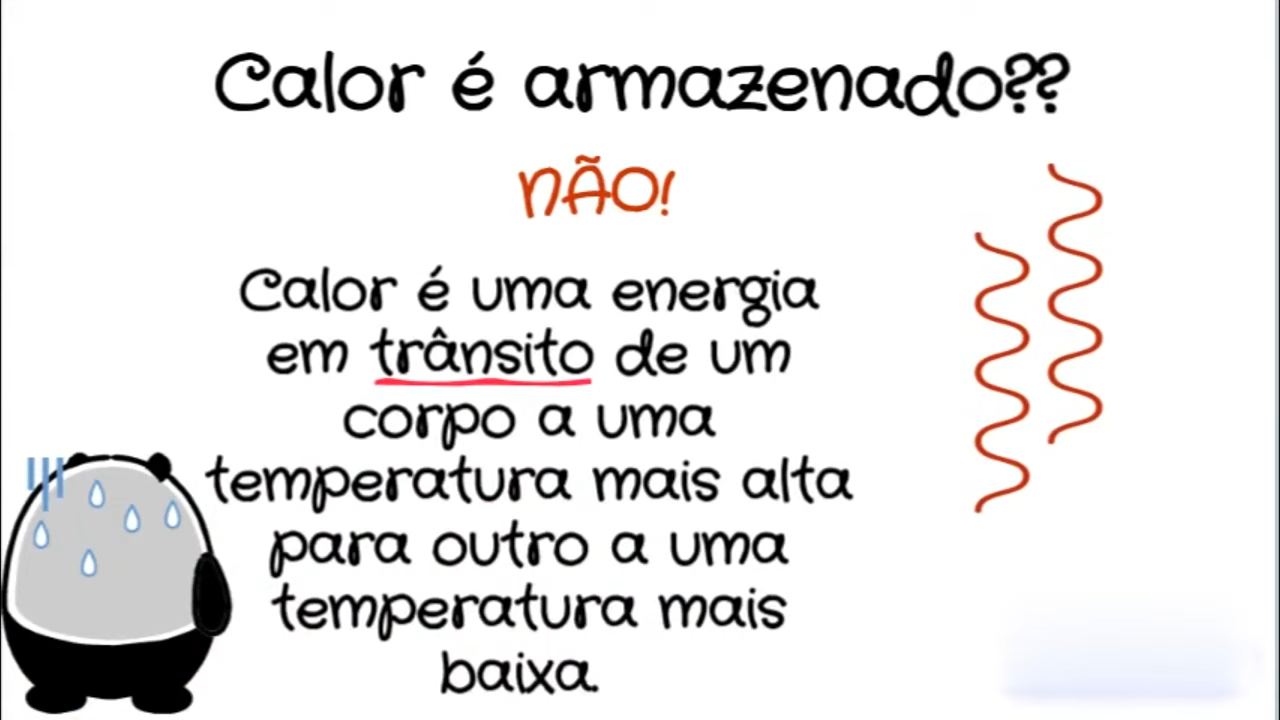 Calor é armazenado??
NÃO!
Calor é uma energia
em trânsito de um
corpo a uma
temperatura mais alta
para outro a uma
temperatura mais
baixa.